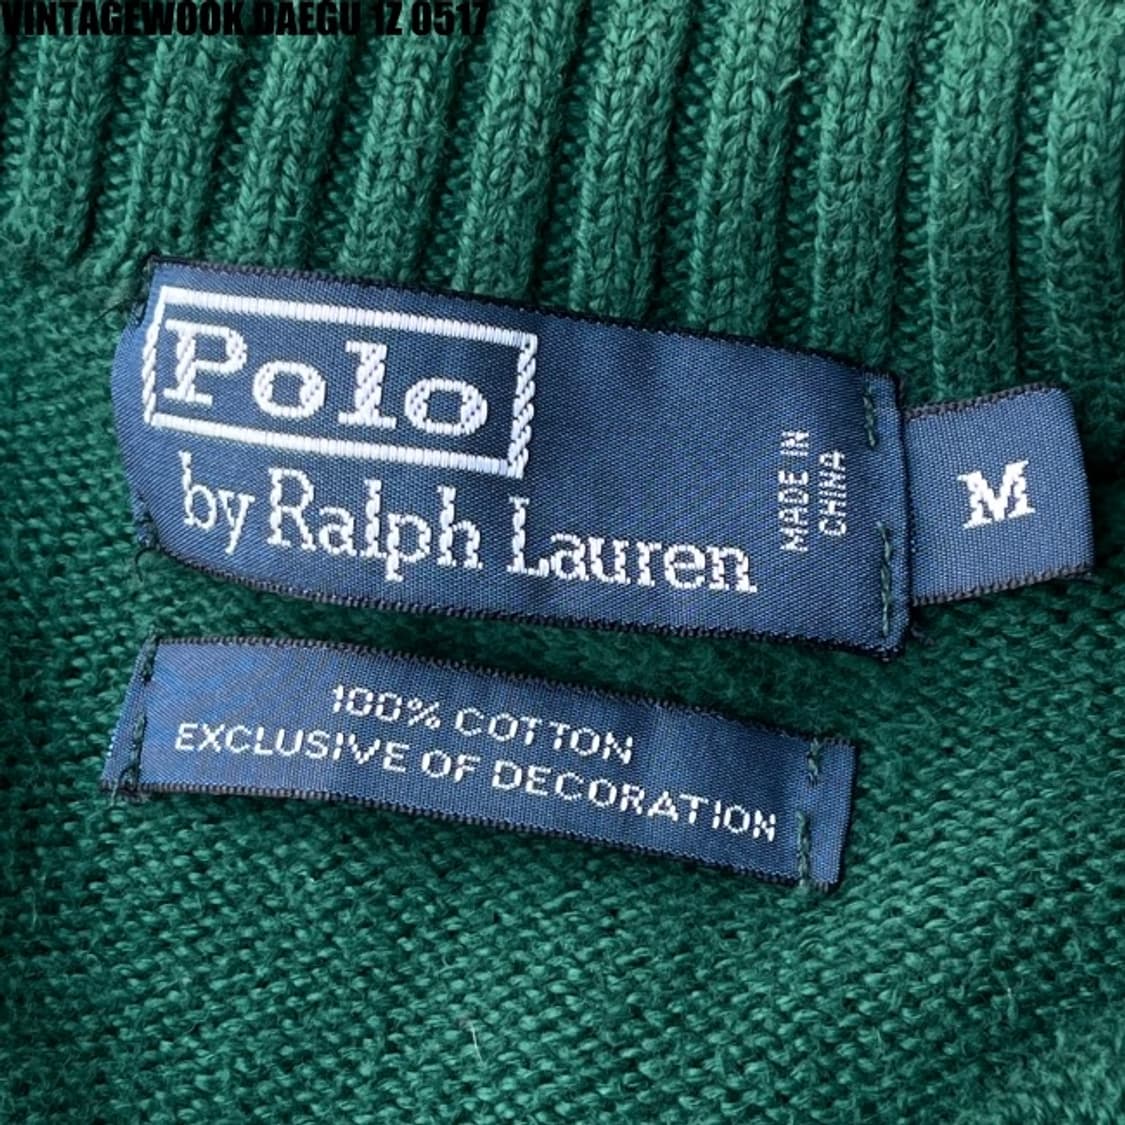 VINTAGEWOOK DAEGU 1Z 0517
Polo
by Ralph Lauren
MADE IN
CHINA
M
100% COTTON
EXCLUSIVE OF DECORATION